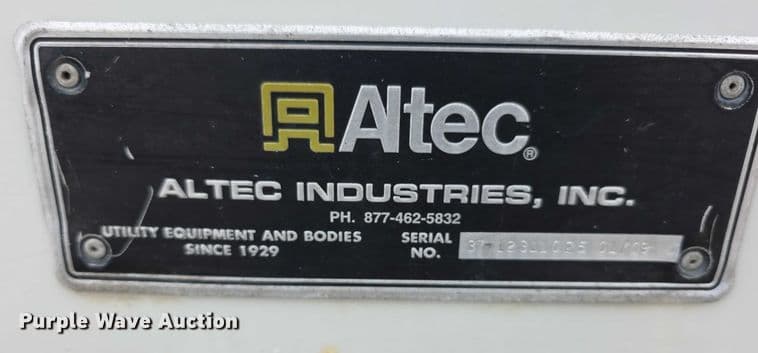 Altec®
ALTEC INDUSTRIES, INC.
PH. 877-462-5832
UTILITY EQUIPMENT AND BODIES
SINCE 1929
SERIAL
NO.
Purple Wave Auction